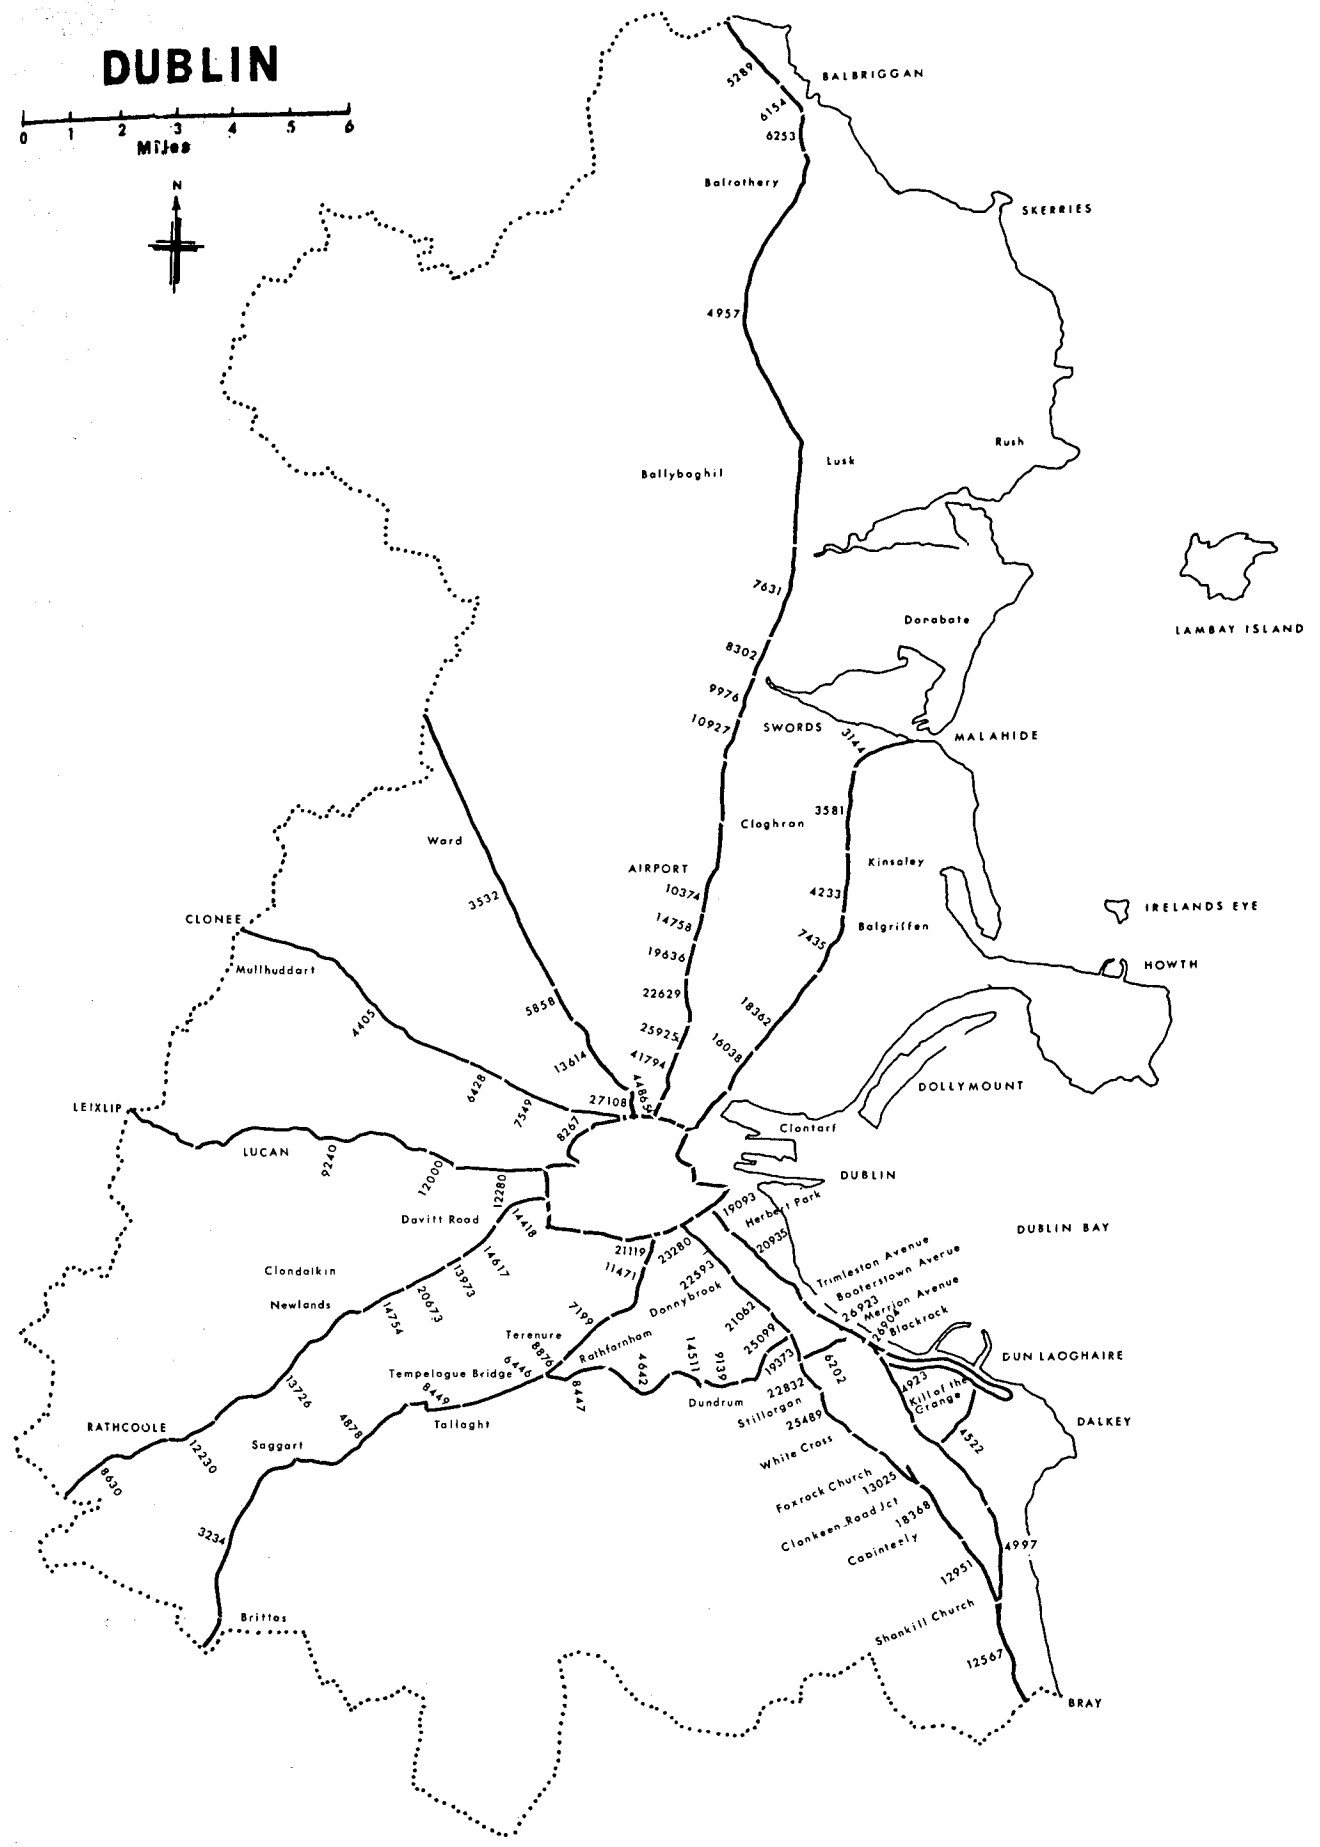 DUBLIN
0 1 2 3 4 5 6
Miles
N
5289
BALBRIGGAN
6154
6253
Balrothery
SKERRIES
4957
Rush
Lusk
Ballyboghil
7631
Donabate
LAMBAY ISLAND
8302
9976
10927
SWORDS
3144
MALAHIDE
3581
Cloghran
Ward
Kinsaley
AIRPORT
10374
4233
3532
IRELANDS EYE
CLONEE
14758
Balgriffen
7435
19636
HOWTH
Mullhuddart
22629
5858
18362
4405
25925
16038
41794
13614
6428
44865
DOLLYMOUNT
27108
LEIXLIP
7549
8267
Clontarf
LUCAN
9240
12000
DUBLIN
12280
19093
Herbert Park
Davitt Road
14418
DUBLIN BAY
20935
21119
23280
11471
14617
Trimleston Avenue
Booterstown Averue
Clondalkin
13973
22593
Donnybrook
Newlands
20673
14754
26923
Merrion Avenue
26904
Blackrock
7199
21062
Terenure
8876
Rathfarnham
25099
Templeogue Bridge
6446
14511
9139
4642
19373
6202
DUN LAOGHAIRE
13726
8449
8447
Dundrum
22832
Stillorgan
25489
4923
Kill of the
Grange
RATHCOOLE
4878
Tallaght
DALKEY
Saggart
12230
White Cross
4522
8630
Foxrock Church
13025
Clonkeen Road Jct
18368
Cabinteely
3234
4997
12951
Brittas
Shankill Church
12567
BRAY